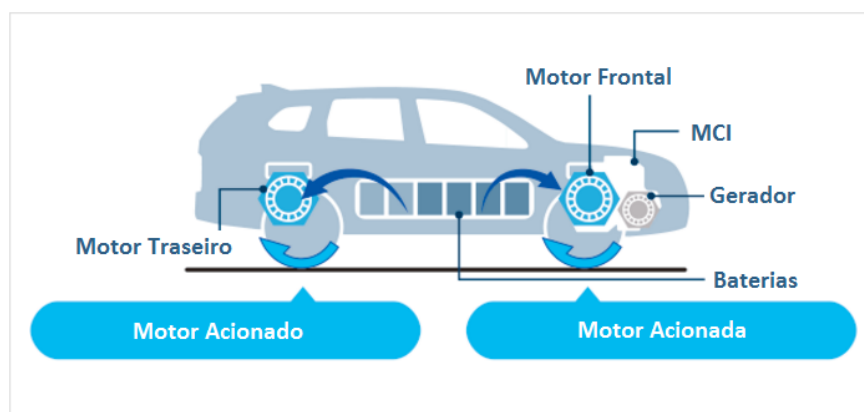 Motor Frontal
MCI
Gerador
Motor Traseiro
Baterias
Motor Acionado
Motor Acionada